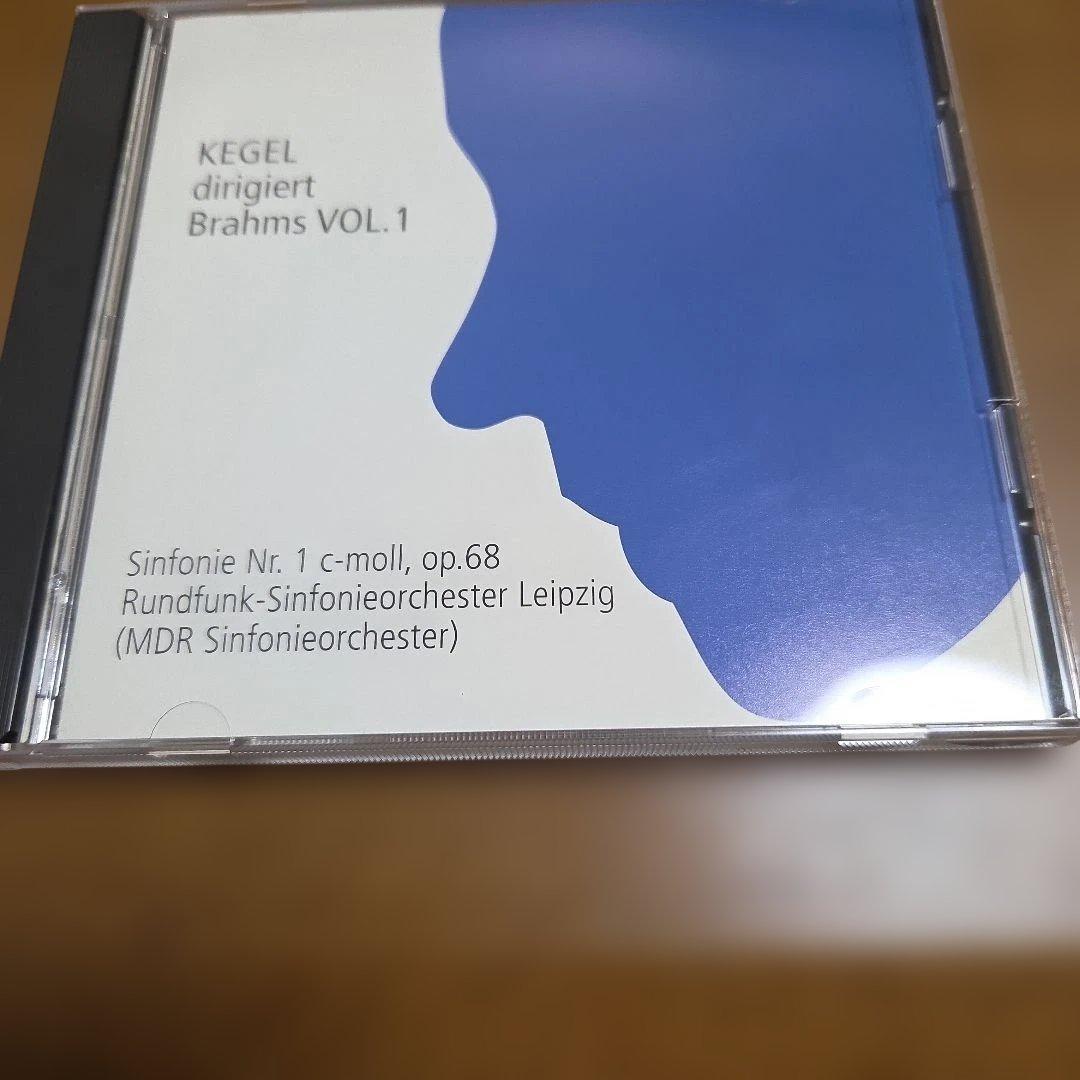 KEGEL
dirigiert
Brahms VOL. 1
Sinfonie Nr. 1 c-moll, op.68
Rundfunk-Sinfonieorchester Leipzig
(MDR Sinfonieorchester)